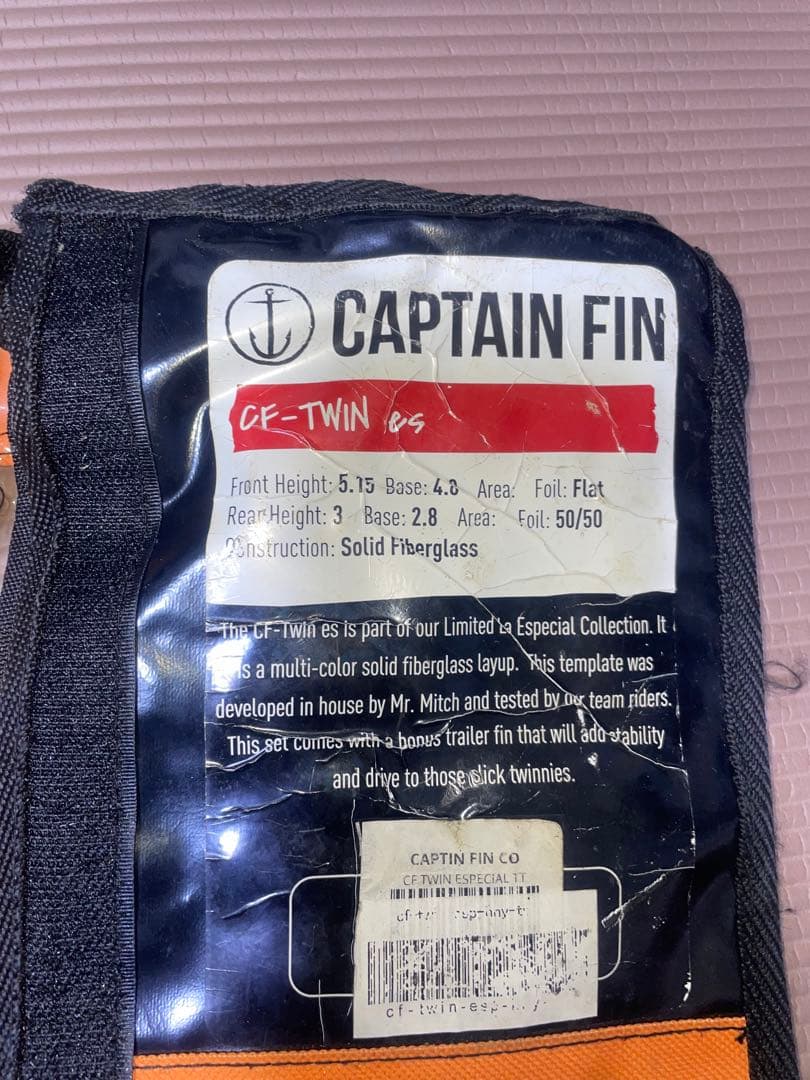 CAPTAIN FIN
CF-TWIN es
Front Height: 5.15 Base: 4.8 Area: Foil: Flat
Rear Height: 3 Base: 2.8 Area: Foil: 50/50
Construction: Solid Fiberglass
The CF-Twin es is part of our Limited La Especial Collection. It
is a multi-color solid fiberglass layup. This template was
developed in house by Mr. Mitch and tested by our team riders.
This set comes with a bonus trailer fin that will add stability
and drive to those slick twinnies.
CAPTIN FIN CO
CF TWIN ESPECIAL TT
cf-twin-esp-